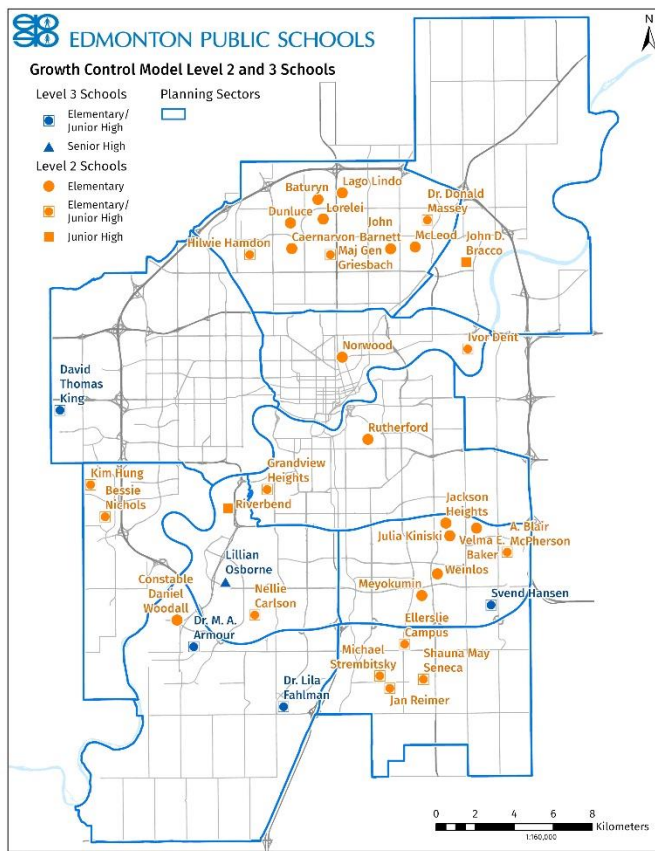 EDMONTON PUBLIC SCHOOLS
N
Growth Control Model Level 2 and 3 Schools
Level 3 Schools
Elementary/
Junior High
Senior High
Level 2 Schools
Elementary
Elementary/
Junior High
Junior High
Planning Sectors
Lago Lindo
Baturyn
Dr. Donald
Massey
Lorelei
Dunluce
John
Barnett
Caernarvon
McLeod
John D.
Bracco
Hilwie Hamdon
Maj Gen
Griesbach
Norwood
Ivor Dent
David
Thomas
King
Rutherford
Kim Hung
Bessie
Nichols
Grandview
Heights
Riverbend
Jackson
Heights
A. Blair
McPherson
Julia Kiniski
Velma E.
Baker
Lillian
Osborne
Weinlos
Meyokumin
Svend Hansen
Constable
Daniel
Woodall
Nellie
Carlson
Dr. M. A.
Armour
Ellerslie
Campus
Michael
Strembitsky
Shauna May
Seneca
Dr. Lila
Fahlman
Jan Reimer
0 2 4 6 8
Kilometers
1:160,000